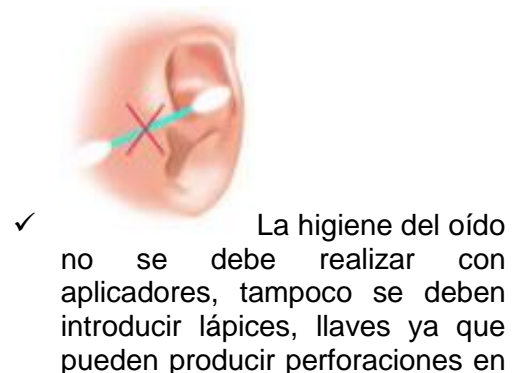 ✓ La higiene del oído
no se debe realizar con
aplicadores, tampoco se deben
introducir lápices, llaves ya que
pueden producir perforaciones en